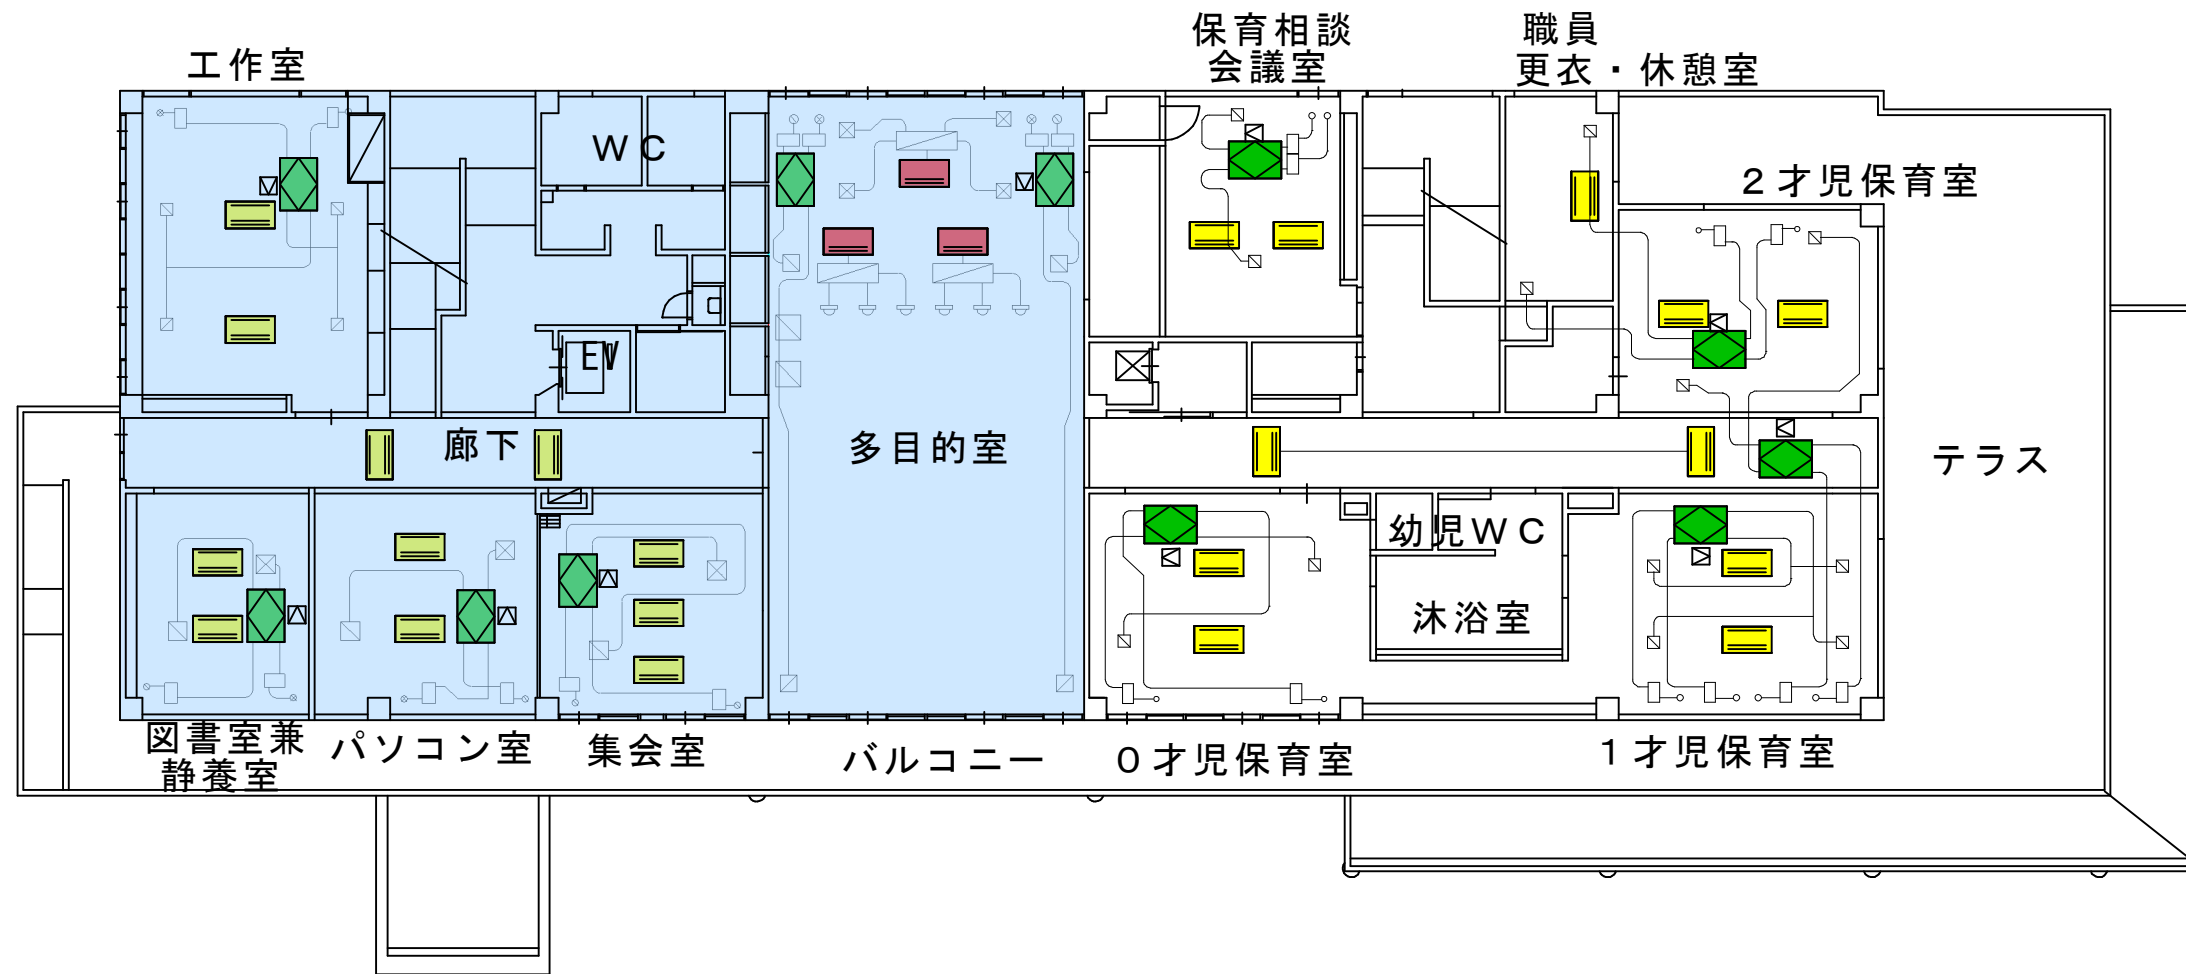 工作室
保育相談
会議室
職員
更衣・休憩室
ＷＣ
２才児保育室
ＥＶ
廊下
多目的室
テラス
幼児ＷＣ
沐浴室
図書室兼
静養室
パソコン室
集会室
バルコニー
０才児保育室
１才児保育室